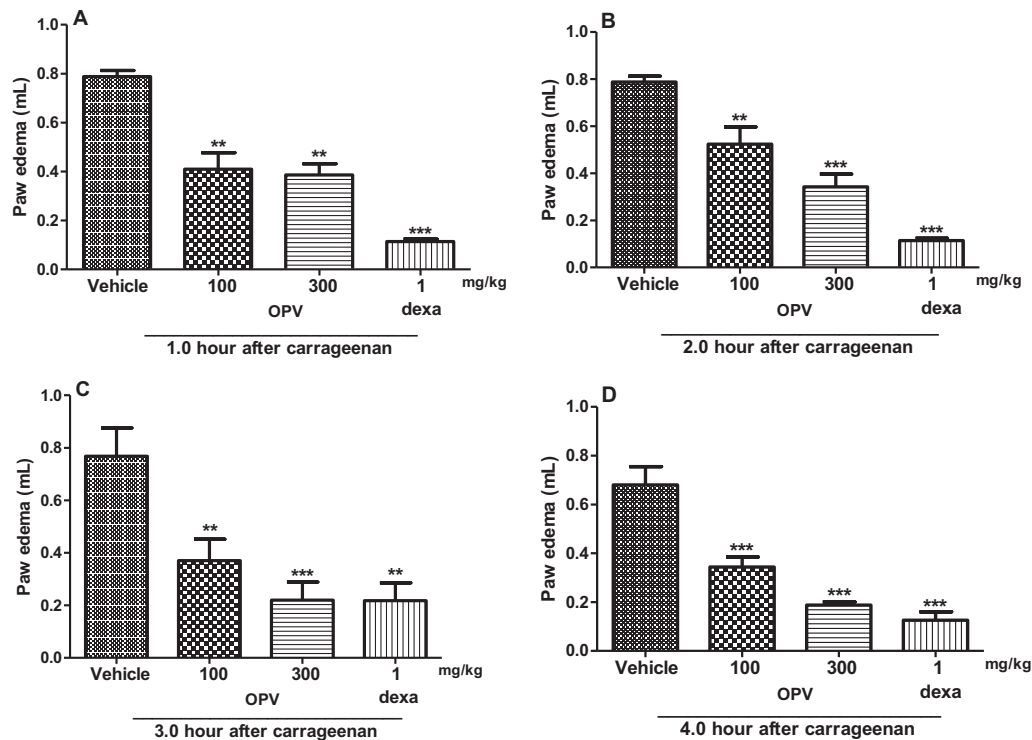 A
Paw edema (mL)
1.0
0.8
0.6
0.4
0.2
0.0
**
**
***
Vehicle 100 300 1 mg/kg
OPV dexa
1.0 hour after carrageenan
B
Paw edema (mL)
1.0
0.8
0.6
0.4
0.2
0.0
**
***
***
Vehicle 100 300 1 mg/kg
OPV dexa
2.0 hour after carrageenan
C
Paw edema (mL)
1.0
0.8
0.6
0.4
0.2
0.0
**
***
**
Vehicle 100 300 1 mg/kg
OPV dexa
3.0 hour after carrageenan
D
Paw edema (mL)
1.0
0.8
0.6
0.4
0.2
0.0
***
***
***
Vehicle 100 300 1 mg/kg
OPV dexa
4.0 hour after carrageenan